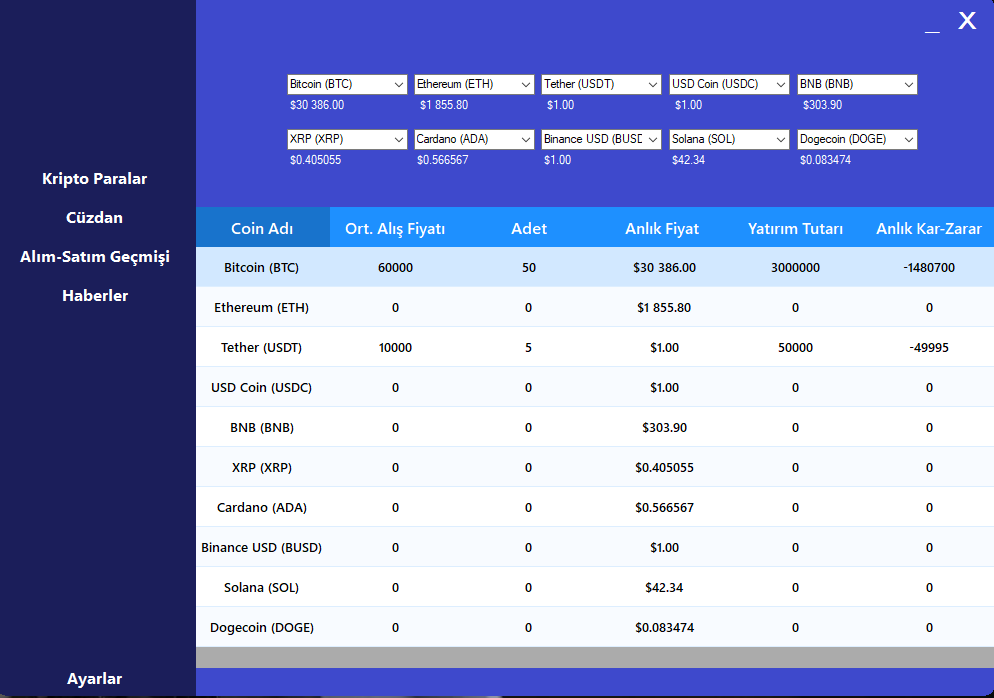 _ X
Bitcoin (BTC) Ethereum (ETH) Tether (USDT) USD Coin (USDC) BNB (BNB)
$30 386.00 $1 855.80 $1.00 $1.00 $303.90
XRP (XRP) Cardano (ADA) Binance USD (BUSD Solana (SOL) Dogecoin (DOGE)
$0.405055 $0.566567 $1.00 $42.34 $0.083474
Kripto Paralar
Cüzdan
Alım-Satım Geçmişi
Haberler
Ayarlar
Coin Adı Ort. Alış Fiyatı Adet Anlık Fiyat Yatırım Tutarı Anlık Kar-Zarar
Bitcoin (BTC) 60000 50 $30 386.00 3000000 -1480700
Ethereum (ETH) 0 0 $1 855.80 0 0
Tether (USDT) 10000 5 $1.00 50000 -49995
USD Coin (USDC) 0 0 $1.00 0 0
BNB (BNB) 0 0 $303.90 0 0
XRP (XRP) 0 0 $0.405055 0 0
Cardano (ADA) 0 0 $0.566567 0 0
Binance USD (BUSD) 0 0 $1.00 0 0
Solana (SOL) 0 0 $42.34 0 0
Dogecoin (DOGE) 0 0 $0.083474 0 0